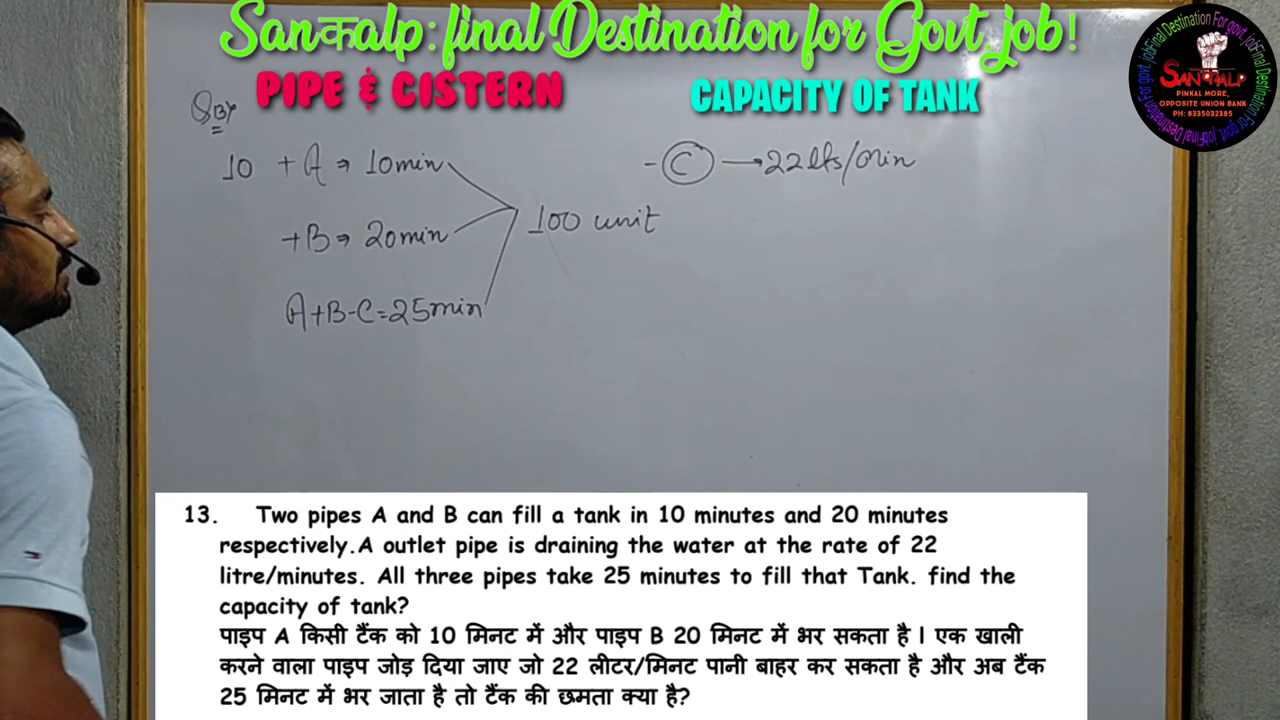 Sanकalp: final Destination for Govt. job!
PIPE & CISTERN
CAPACITY OF TANK
SANकALP
PINKAL MORE,
OPPOSITE UNION BANK
PH: 8335032385
10 + A ⇒ 10min
- C → 22 lts/min
+B ⇒ 20min
100 unit
A+B-C=25min
13. Two pipes A and B can fill a tank in 10 minutes and 20 minutes
respectively.A outlet pipe is draining the water at the rate of 22
litre/minutes. All three pipes take 25 minutes to fill that Tank. find the
capacity of tank?
पाइप A किसी टैंक को 10 मिनट में और पाइप B 20 मिनट में भर सकता है । एक खाली
करने वाला पाइप जोड़ दिया जाए जो 22 लीटर/मिनट पानी बाहर कर सकता है और अब टैंक
25 मिनट में भर जाता है तो टैंक की छमता क्या है?